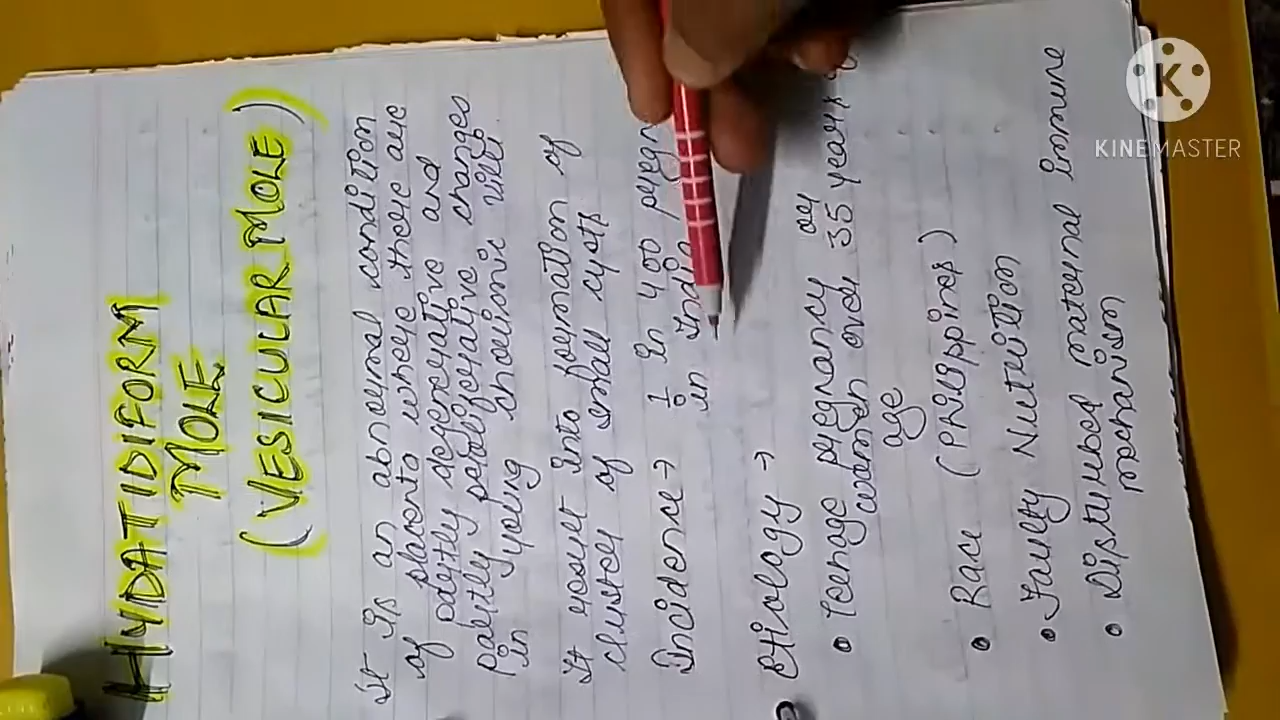 HYDATIDIFORM
MOLE
(VESICULAR MOLE)
It is an abnormal condition
of placenta where there are
partly degenerative and
Partly proliferative changes
in young chorionic villi.
It result into formation of
cluster of small cysts
Incidence → 1 in 400
in India
Etiology →
• Teenage pregnancy or
women over 35 years of
age
• Race (Philippines)
• Faulty Nutrition
• Disturbed maternal immune
mechanism
K
KINEMASTER